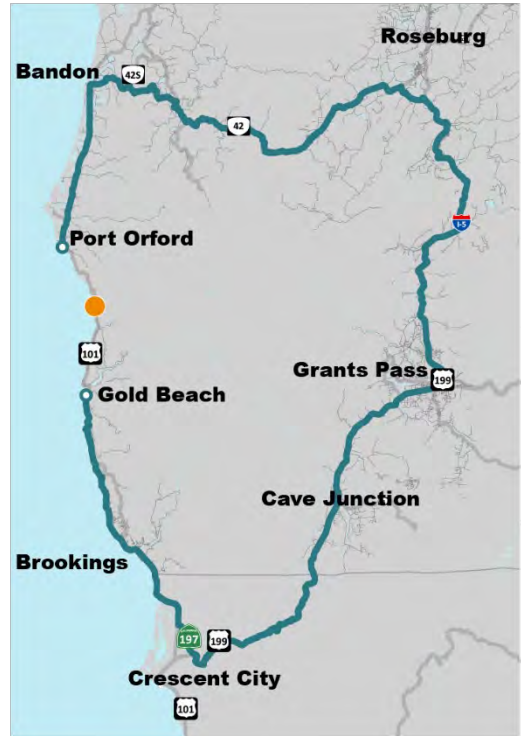 Roseburg
Bandon
42S
42
I-5
Port Orford
101
Grants Pass
199
Gold Beach
Cave Junction
Brookings
197
199
Crescent City
101